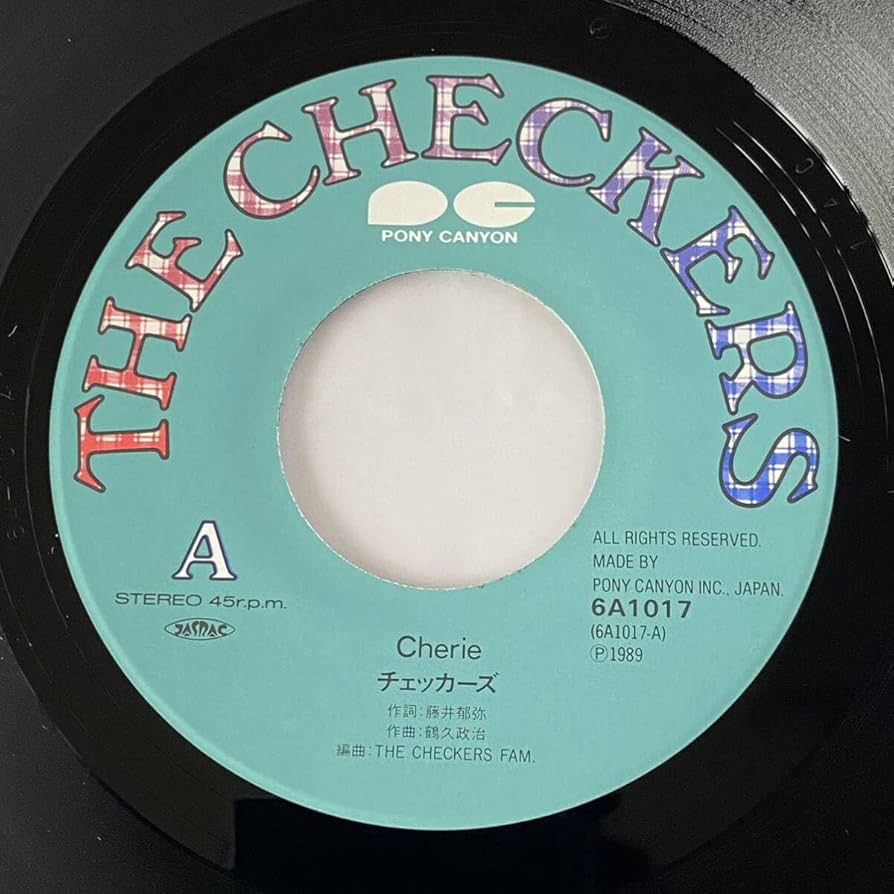 THE CHECKERS
PC
PONY CANYON
A
STEREO 45r.p.m.
JASRAC
ALL RIGHTS RESERVED.
MADE BY
PONY CANYON INC., JAPAN.
6A1017
(6A1017-A)
Ⓟ1989
Cherie
チェッカーズ
作詞:藤井郁弥
作曲:鶴久政治
編曲:THE CHECKERS FAM.